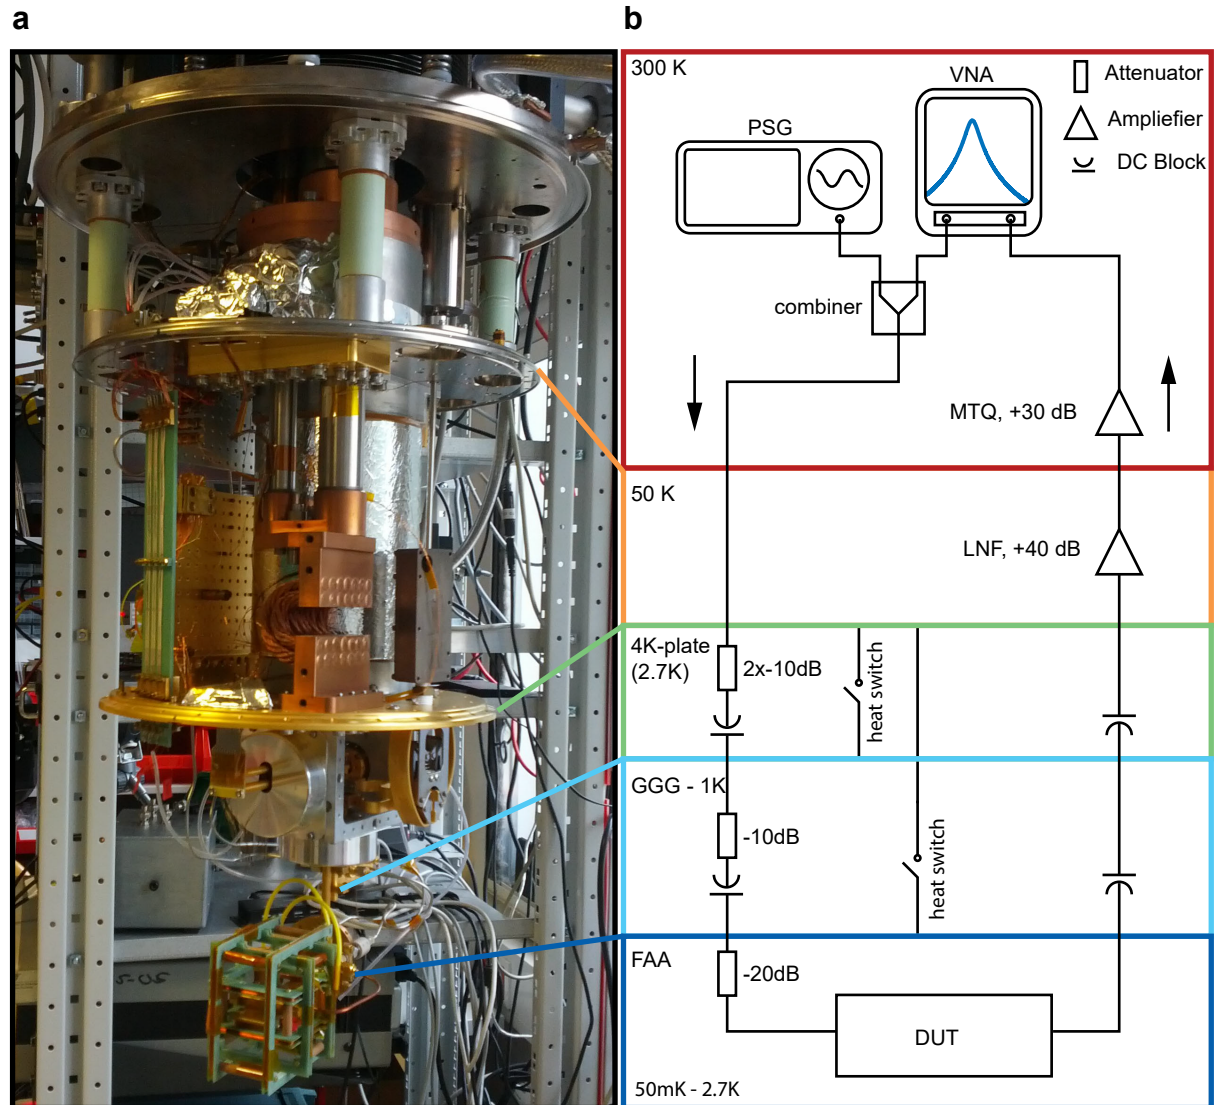 a
b
300 K
VNA
Attenuator
Ampliefier
DC Block
PSG
combiner
MTQ, +30 dB
50 K
LNF, +40 dB
4K-plate
(2.7K)
2x-10dB
heat switch
GGG - 1K
-10dB
heat switch
FAA
-20dB
DUT
50mK - 2.7K